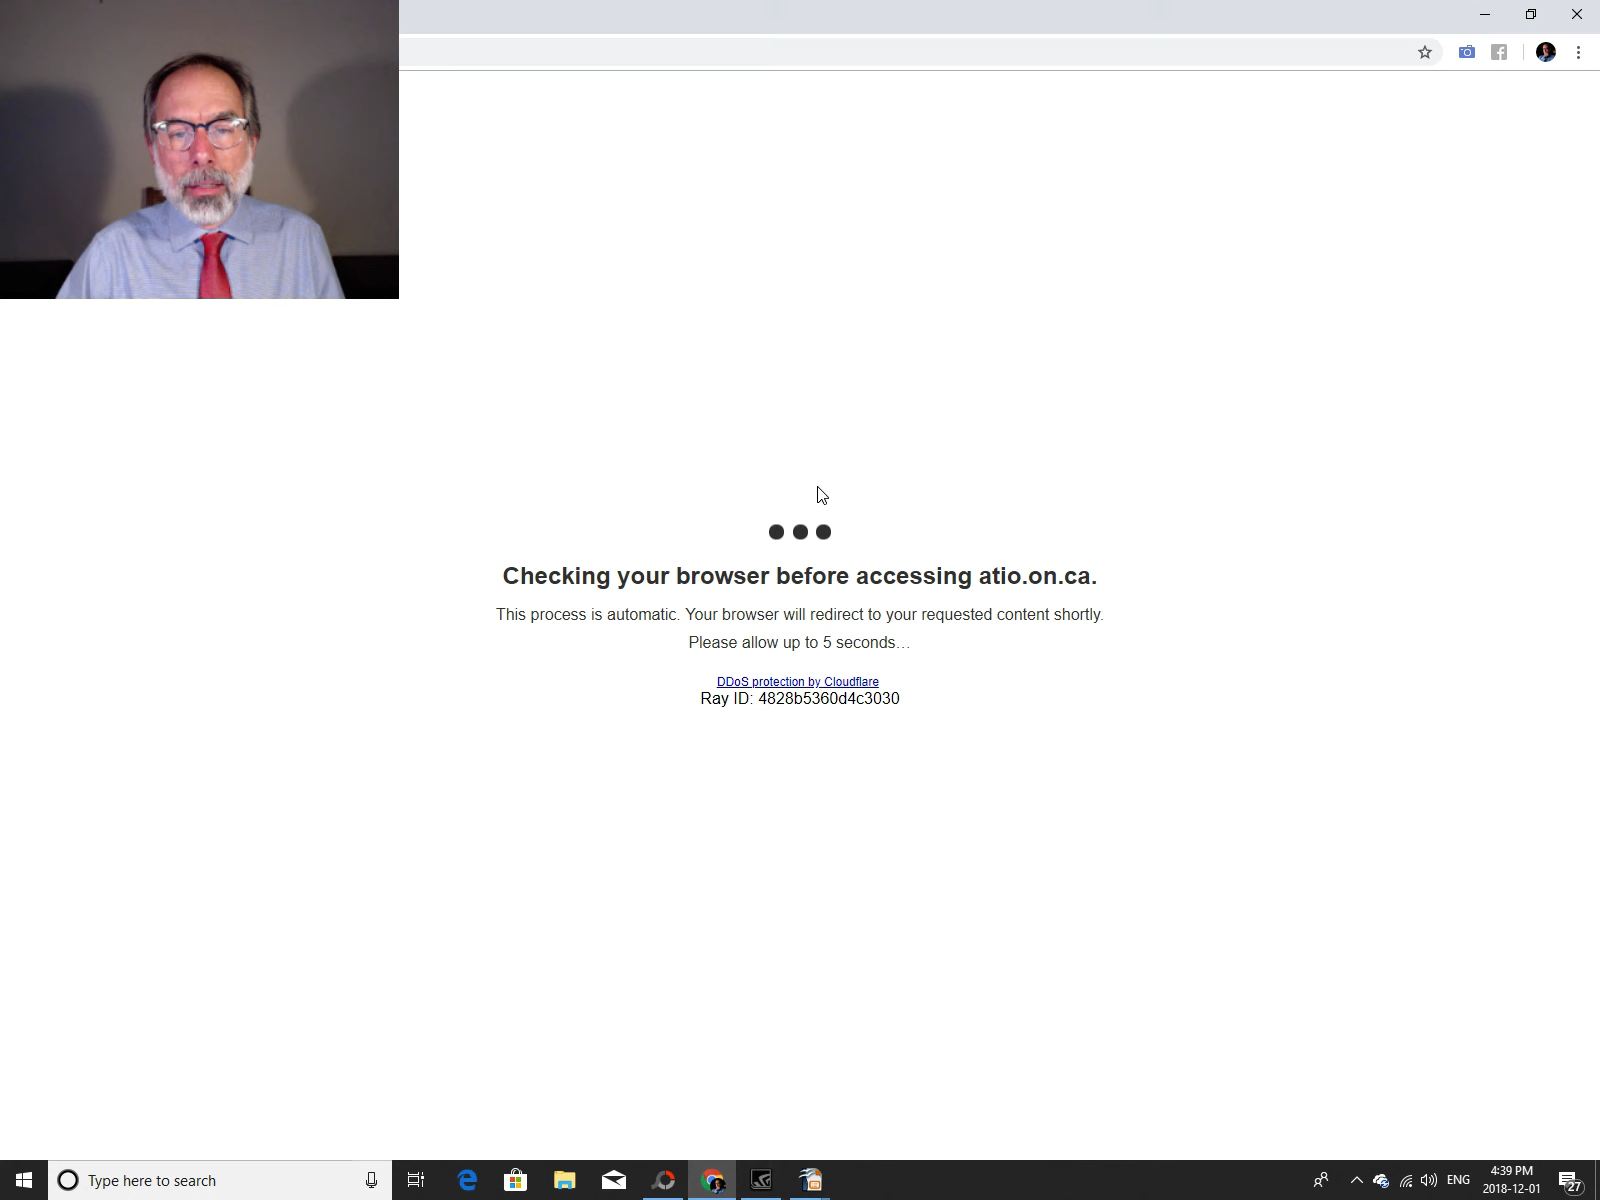 Checking your browser before accessing atio.on.ca.
This process is automatic. Your browser will redirect to your requested content shortly.
Please allow up to 5 seconds…
DDoS protection by Cloudflare
Ray ID: 4828b5360d4c3030
Type here to search
ENG
4:39 PM
2018-12-01
27